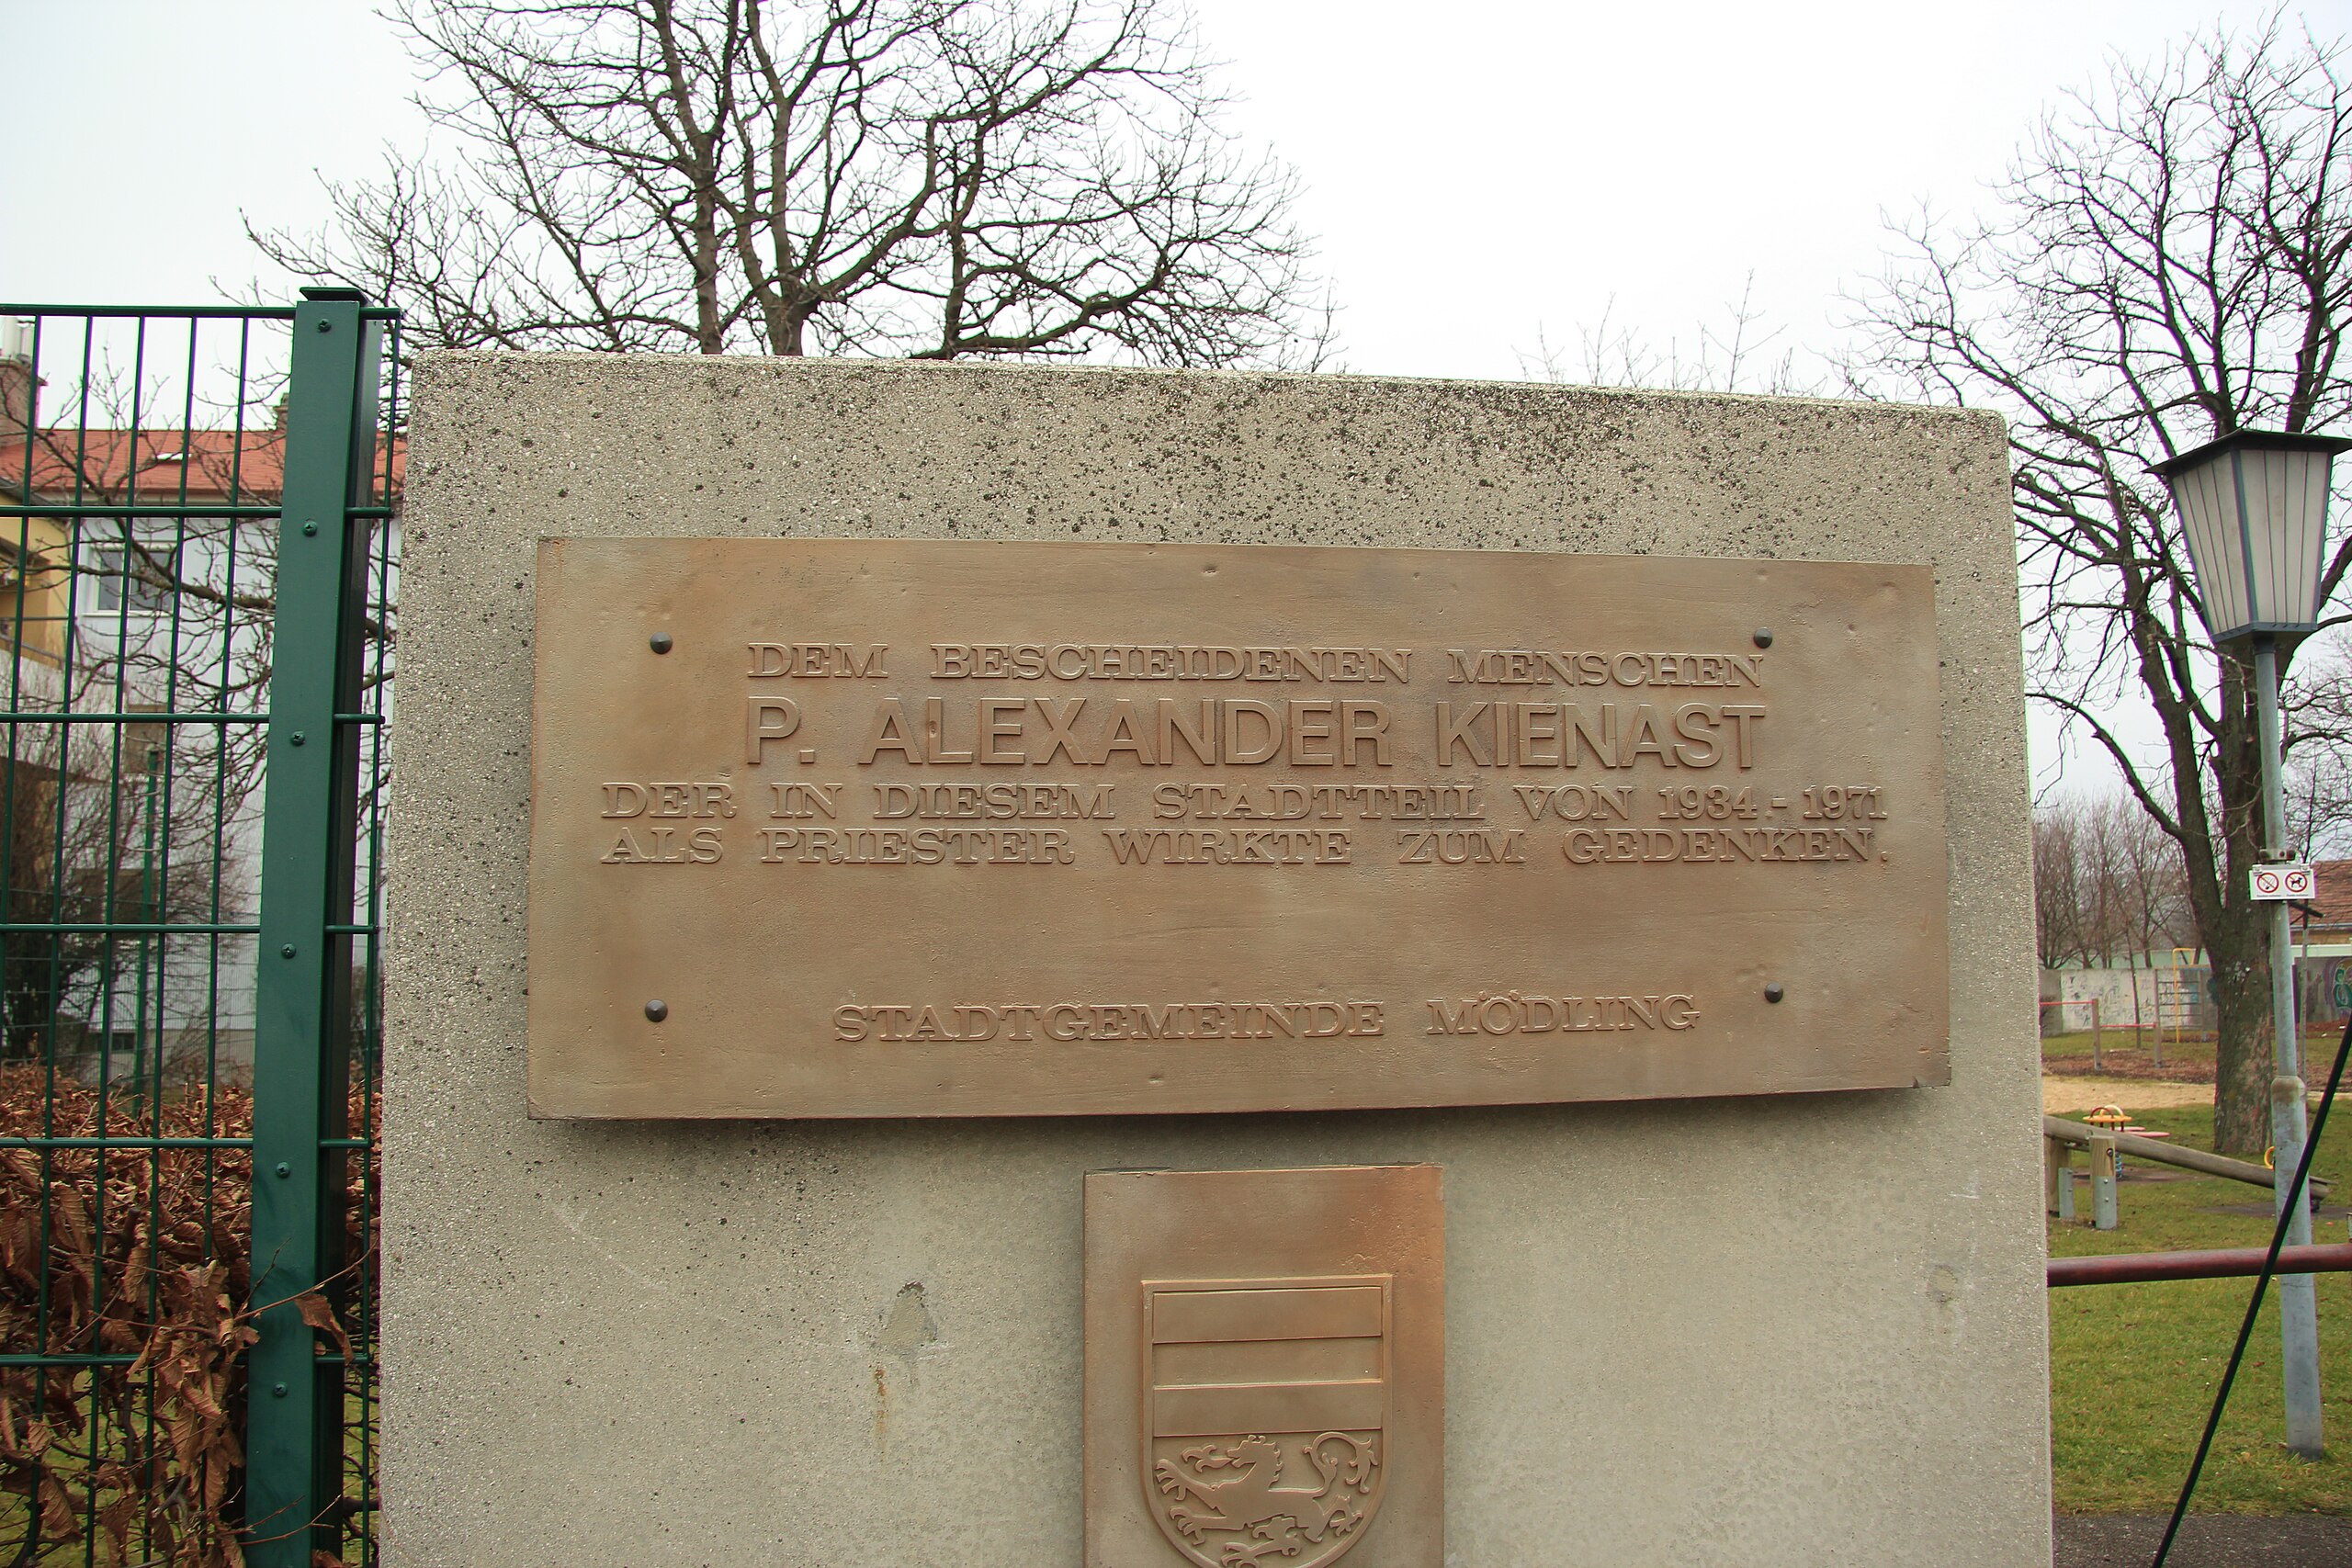 DEM BESCHEIDENEN MENSCHEN
P. ALEXANDER KIENAST
DER IN DIESEM STADTTEIL VON 1934.- 1971
ALS PRIESTER WIRKTE ZUM GEDENKEN.
STADTGEMEINDE MÖDLING